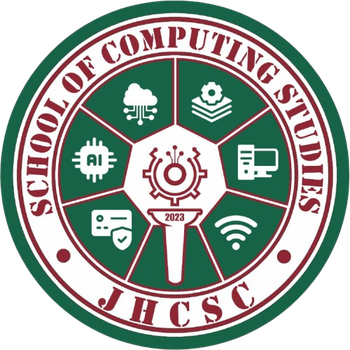 SCHOOL OF COMPUTING STUDIES
AI
2023
JHCSC